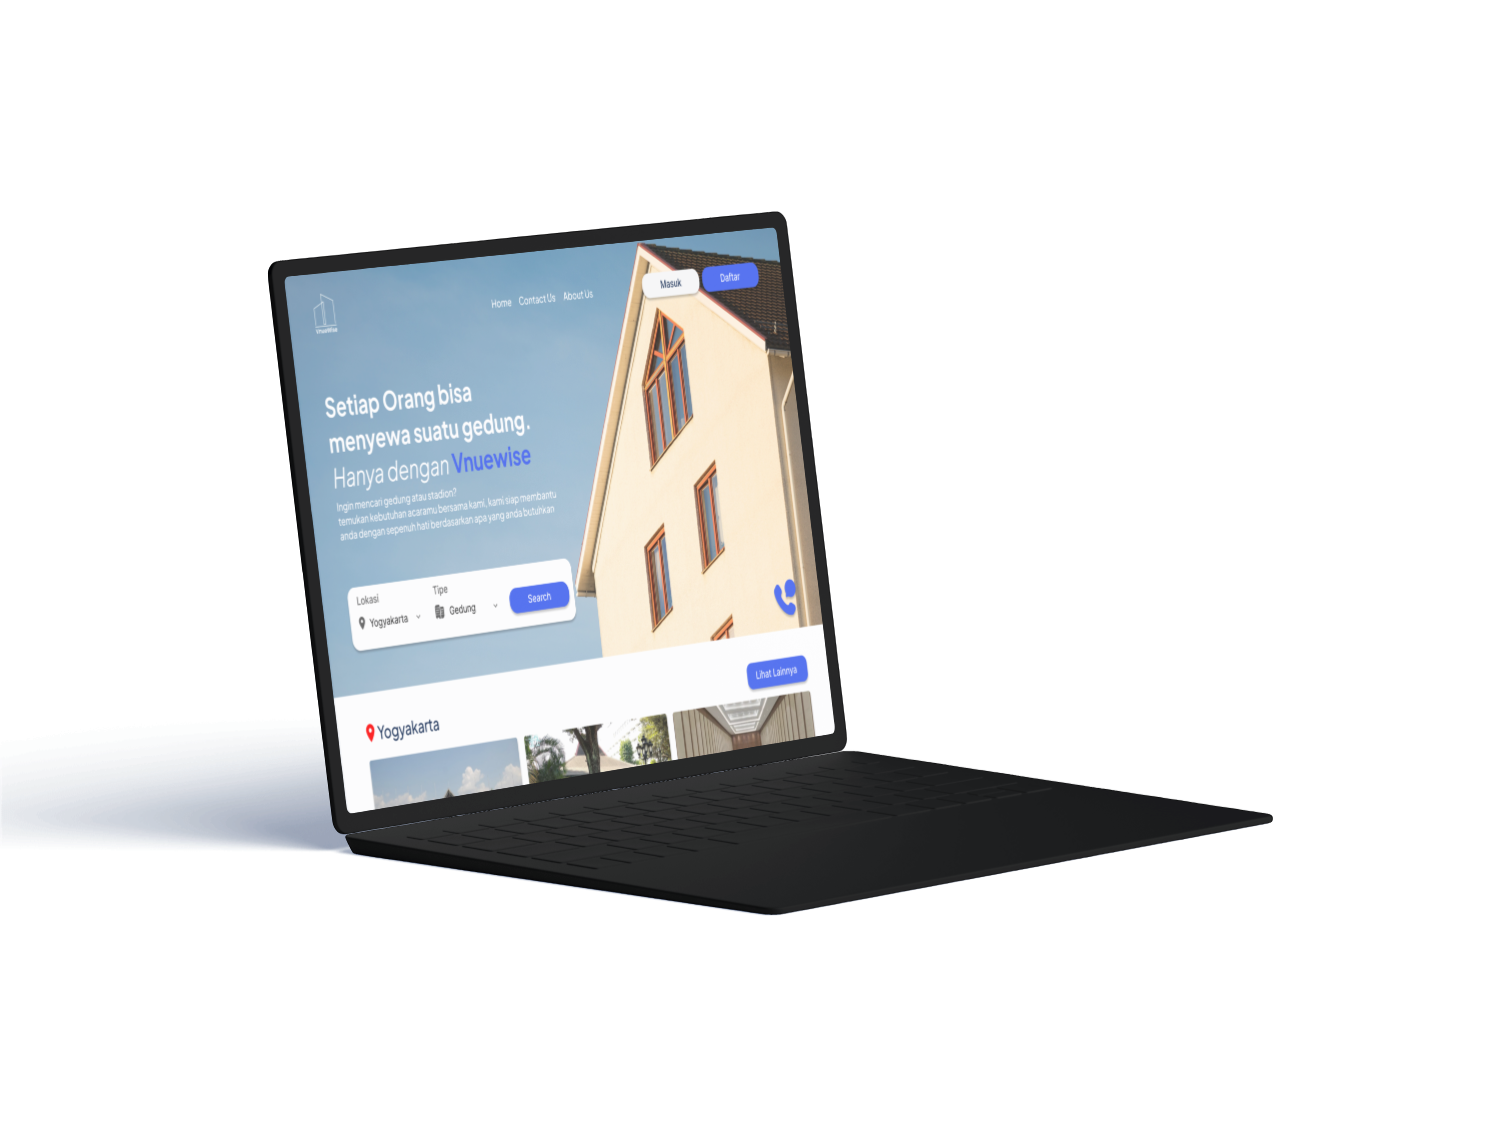 VnueWise
Home Contact Us About Us
Masuk
Daftar
Setiap Orang bisa
menyewa suatu gedung.
Hanya dengan Vnuewise
Ingin mencari gedung atau stadion?
temukan kebutuhan acaramu bersama kami, kami siap membantu
anda dengan sepenuh hati berdasarkan apa yang anda butuhkan
Lokasi
Tipe
Yogyakarta
Gedung
Search
Lihat Lainnya
Yogyakarta